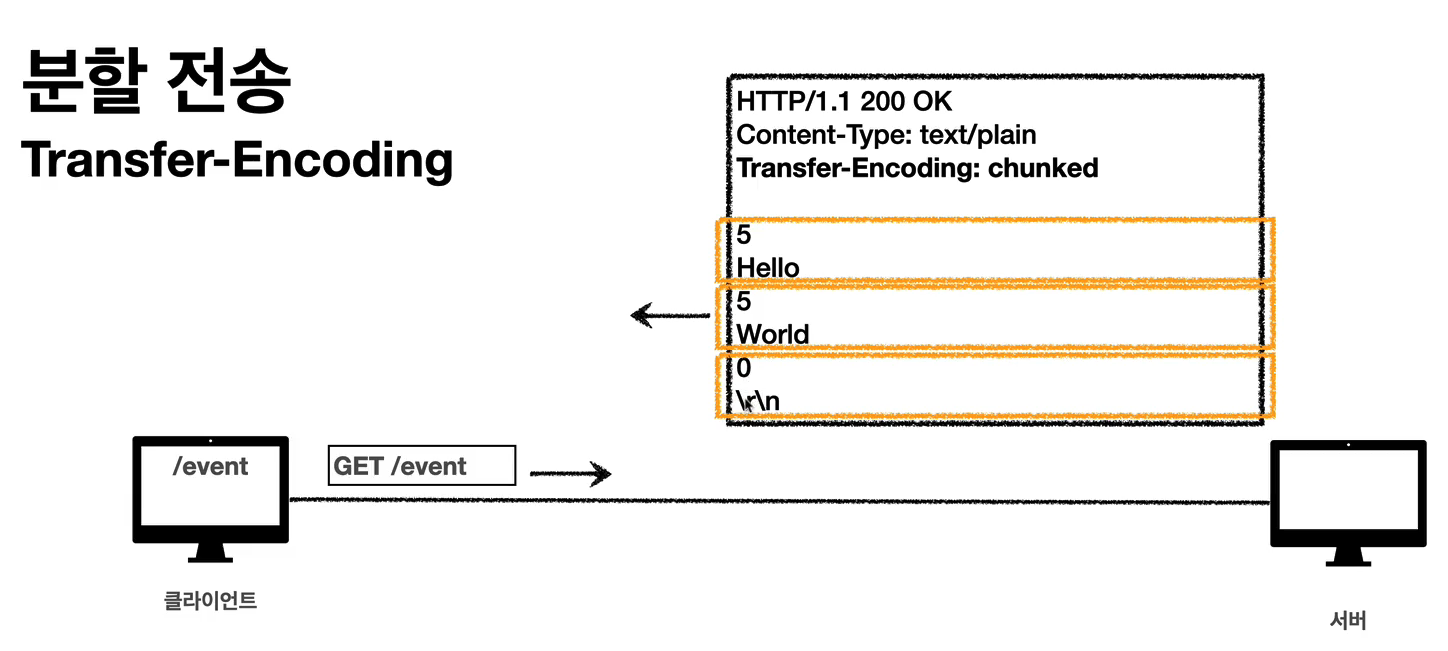 분할 전송
Transfer-Encoding
HTTP/1.1 200 OK
Content-Type: text/plain
Transfer-Encoding: chunked
5
Hello
5
World
0
\r\n
/event
GET /event
클라이언트
서버